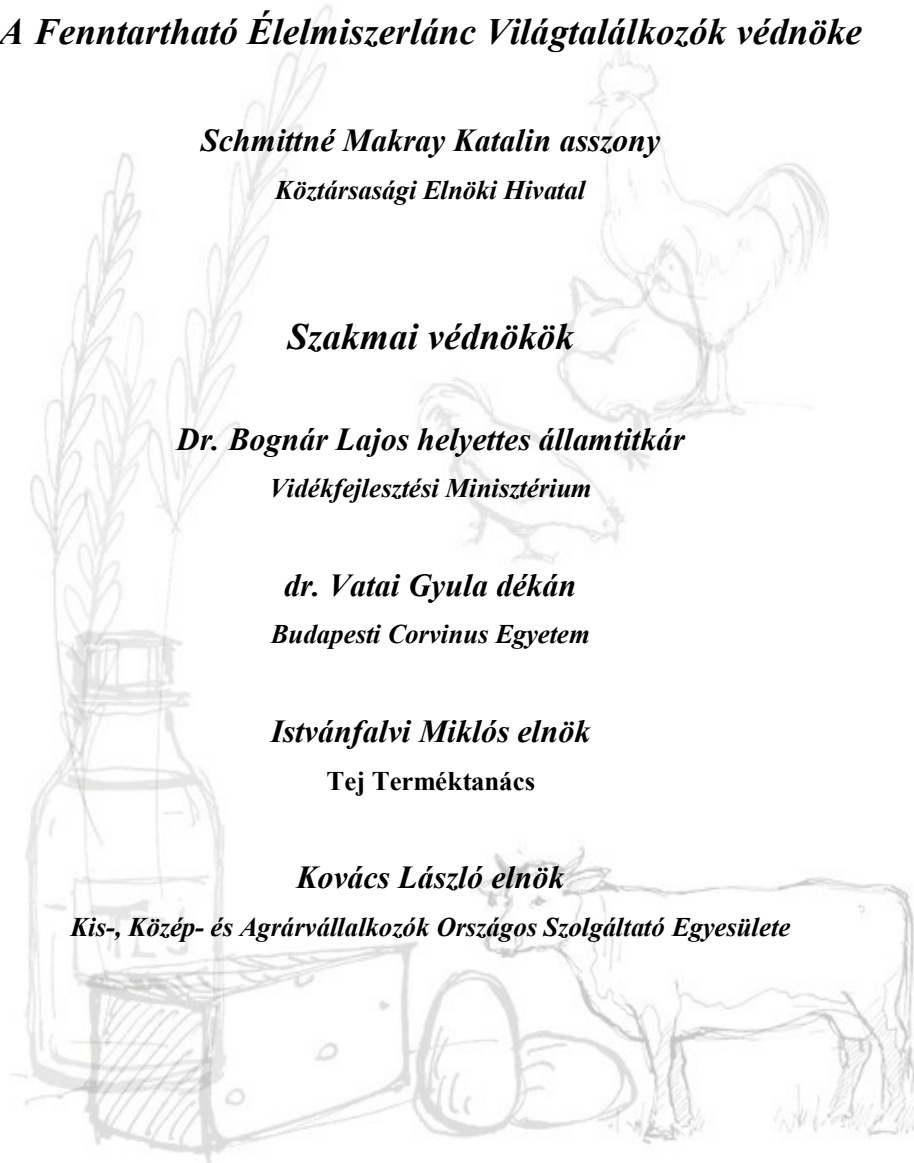 A Fenntartható Élelmiszerlánc Világtalálkozók védnöke
Schmittné Makray Katalin asszony
Köztársasági Elnöki Hivatal
Szakmai védnökök
Dr. Bognár Lajos helyettes államtitkár
Vidékfejlesztési Minisztérium
dr. Vatai Gyula dékán
Budapesti Corvinus Egyetem
Istvánfalvi Miklós elnök
Tej Terméktanács
Kovács László elnök
Kis-, Közép- és Agrárvállalkozók Országos Szolgáltató Egyesülete
TEJ